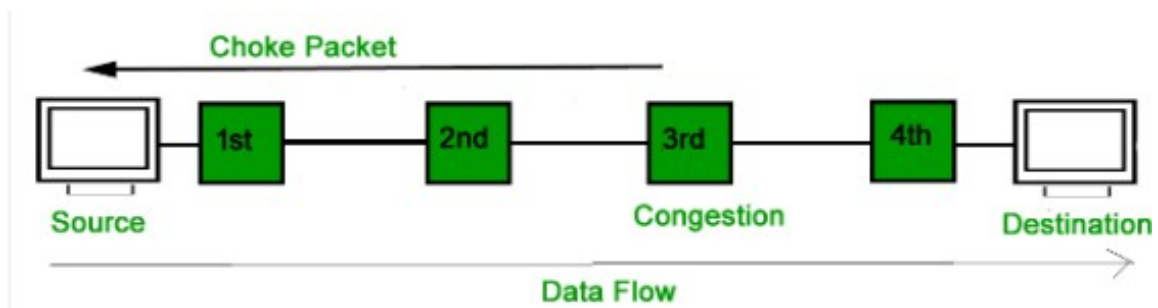 Choke Packet
1st 2nd 3rd 4th
Source Congestion Destination
Data Flow